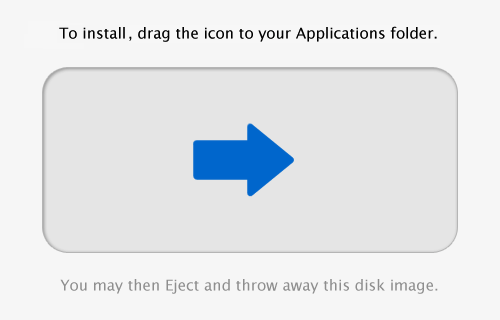 To install, drag the icon to your Applications folder.
You may then Eject and throw away this disk image.